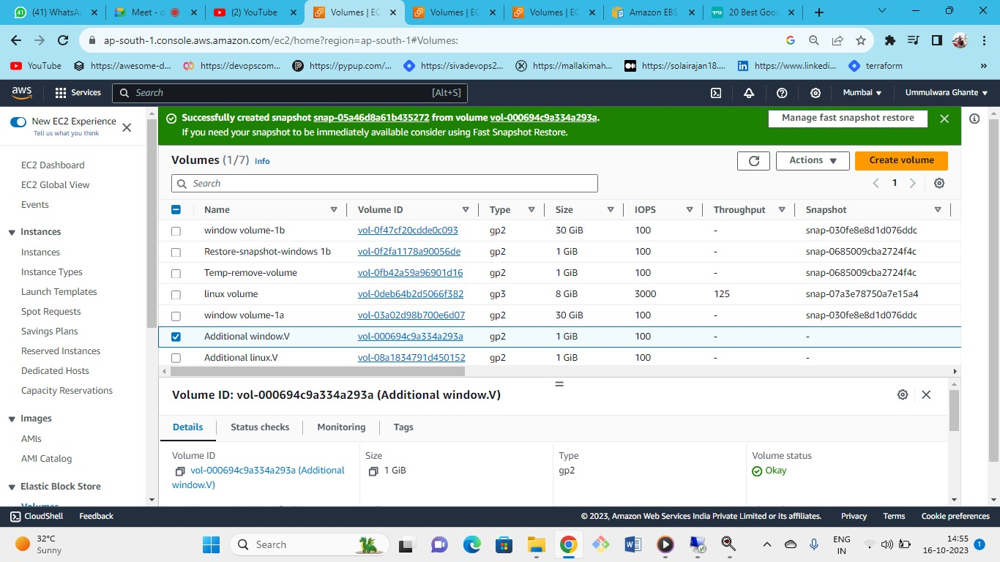 (41) WhatsA
Meet - d
(2) YouTube
Volumes | EC
Volumes | EC
Volumes | EC
Amazon EBS
20 Best Goo
ap-south-1.console.aws.amazon.com/ec2/home?region=ap-south-1#Volumes:
YouTube
https://awesome-d...
https://devopscom...
https://pypup.com/...
https://sivadevops2...
https://mallakimah...
https://solairajan18....
https://www.linkedi...
terraform
»
aws
Services
Search
[Alt+S]
Mumbai
Ummulwara Ghante
New EC2 Experience
Tell us what you think
EC2 Dashboard
EC2 Global View
Events
Instances
Instances
Instance Types
Launch Templates
Spot Requests
Savings Plans
Reserved Instances
Dedicated Hosts
Capacity Reservations
Images
AMIs
AMI Catalog
Elastic Block Store
Volumes
Successfully created snapshot snap-05a46d8a61b435272 from volume vol-000694c9a334a293a.
If you need your snapshot to be immediately available consider using Fast Snapshot Restore.
Manage fast snapshot restore
Volumes (1/7) Info
Actions
Create volume
Search
1
Name Volume ID Type Size IOPS Throughput Snapshot
window volume-1b vol-0f47cf20cdde0c093 gp2 30 GiB 100 - snap-030fe8e8d1d076ddc
Restore-snapshot-windows 1b vol-0f2fa1178a90056de gp2 1 GiB 100 - snap-0685009cba2724f4c
Temp-remove-volume vol-0fb42a59a96901d16 gp2 1 GiB 100 - snap-0685009cba2724f4c
linux volume vol-0deb64b2d5066f382 gp3 8 GiB 3000 125 snap-07a3e78750a7e15a4
window volume-1a vol-03a02d98b700e6d07 gp2 30 GiB 100 - snap-030fe8e8d1d076ddc
Additional window.V vol-000694c9a334a293a gp2 1 GiB 100 - -
Additional linux.V vol-08a1834791d450152 gp2 1 GiB 100 - -
Volume ID: vol-000694c9a334a293a (Additional window.V)
Details
Status checks
Monitoring
Tags
Volume ID
vol-000694c9a334a293a (Additional
window.V)
Size
1 GiB
Type
gp2
Volume status
Okay
CloudShell
Feedback
© 2023, Amazon Web Services India Private Limited or its affiliates.
Privacy
Terms
Cookie preferences
32°C
Sunny
Search
ENG
IN
14:55
16-10-2023
1